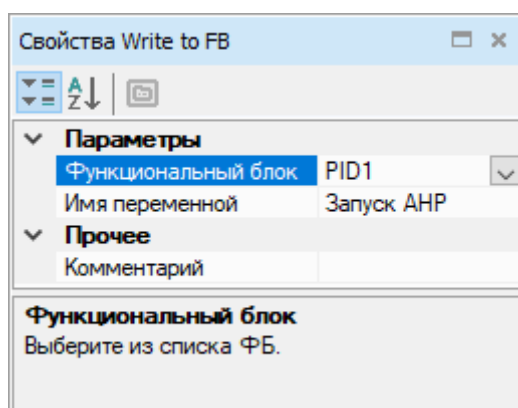 Свойства Write to FB
Параметры
Функциональный блок PID1
Имя переменной Запуск АНР
Прочее
Комментарий
Функциональный блок
Выберите из списка ФБ.